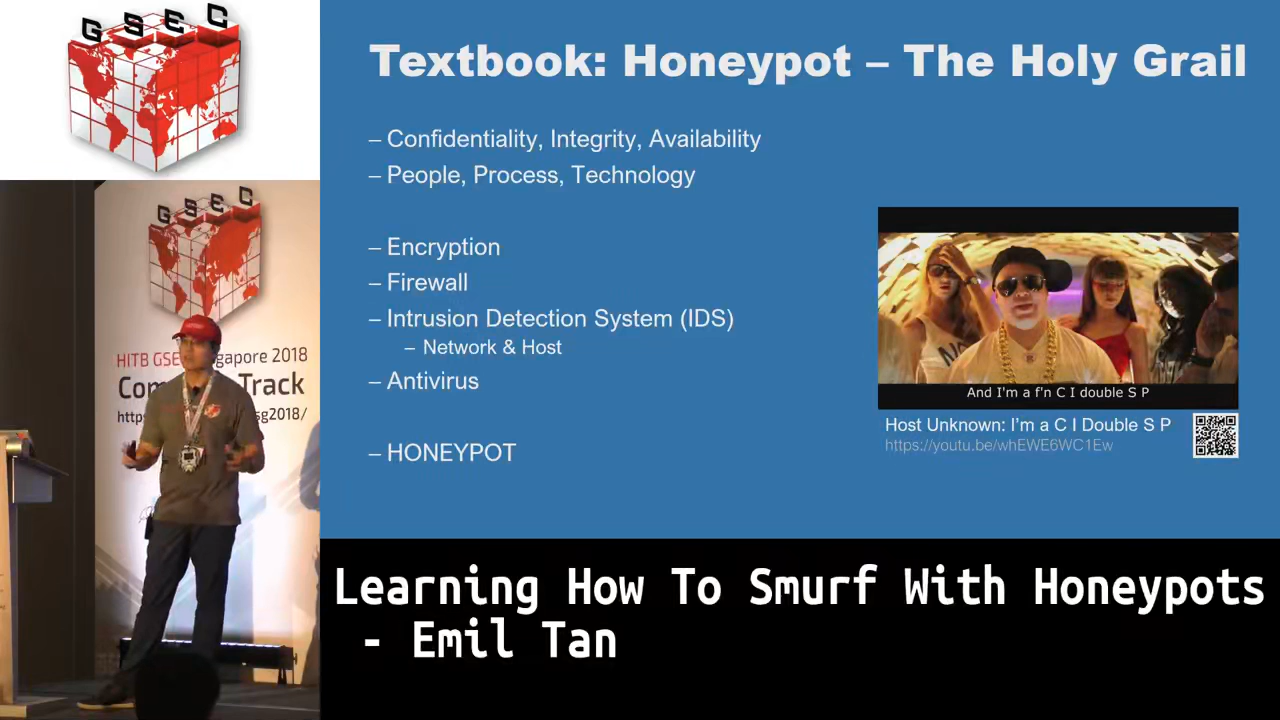 GSEC
Textbook: Honeypot – The Holy Grail
– Confidentiality, Integrity, Availability
– People, Process, Technology
– Encryption
– Firewall
– Intrusion Detection System (IDS)
– Network & Host
– Antivirus
– HONEYPOT
And I'm a f'n C I double S P
Host Unknown: I'm a C I Double S P
https://youtu.be/whEWE6WC1Ew
GSEC
HITB GSEC Singapore 2018
Track
sg2018/
Learning How To Smurf With Honeypots
- Emil Tan